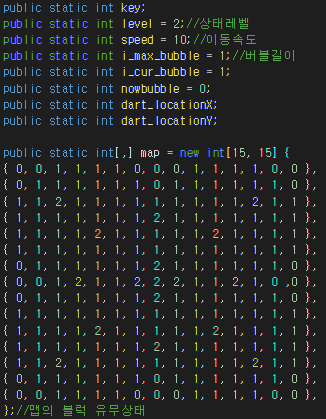 public static int key;
public static int level = 2;//상태레벨
public static int speed = 10;//이동속도
public static int i_max_bubble = 1;//버블길이
public static int i_cur_bubble = 1;
public static int nowbubble = 0;
public static int dart_locationX;
public static int dart_locationY;
public static int[,] map = new int[15, 15] {
{ 0, 0, 1, 1, 1, 1, 0, 0, 0, 1, 1, 1, 1, 0, 0 },
{ 0, 1, 1, 1, 1, 1, 1, 0, 1, 1, 1, 1, 1, 1 ,0 },
{ 1, 1, 2, 1, 1, 1, 1, 1, 1, 1, 1, 1, 2, 1, 1 },
{ 1, 1, 1, 1, 1, 1, 1, 2, 1, 1, 1, 1, 1, 1, 1 },
{ 1, 1, 1, 1, 2, 1, 1, 1, 1, 1, 2, 1, 1, 1, 1 },
{ 1, 1, 1, 1, 1, 1, 1, 1, 1, 1, 1, 1, 1, 1, 1 },
{ 0, 1, 1, 1, 1, 1, 1, 2, 1, 1, 1, 1, 1, 1 ,0 },
{ 0, 0, 1, 2, 1, 1, 2, 2, 2, 1, 1, 2, 1, 0 ,0 },
{ 0, 1, 1, 1, 1, 1, 1, 2, 1, 1, 1, 1, 1, 1 ,0 },
{ 1, 1, 1, 1, 1, 1, 1, 1, 1, 1, 1, 1, 1, 1, 1 },
{ 1, 1, 1, 1, 2, 1, 1, 1, 1, 1, 2, 1, 1, 1, 1 },
{ 1, 1, 1, 1, 1, 1, 1, 2, 1, 1, 1, 1, 1, 1, 1 },
{ 1, 1, 2, 1, 1, 1, 1, 1, 1, 1, 1, 1, 2, 1, 1 },
{ 0, 1, 1, 1, 1, 1, 1, 0, 1, 1, 1, 1, 1, 1 ,0 },
{ 0, 0, 1, 1, 1, 1, 0, 0, 0, 1, 1, 1, 1, 0, 0 },
};//맵의 블럭 유무상태